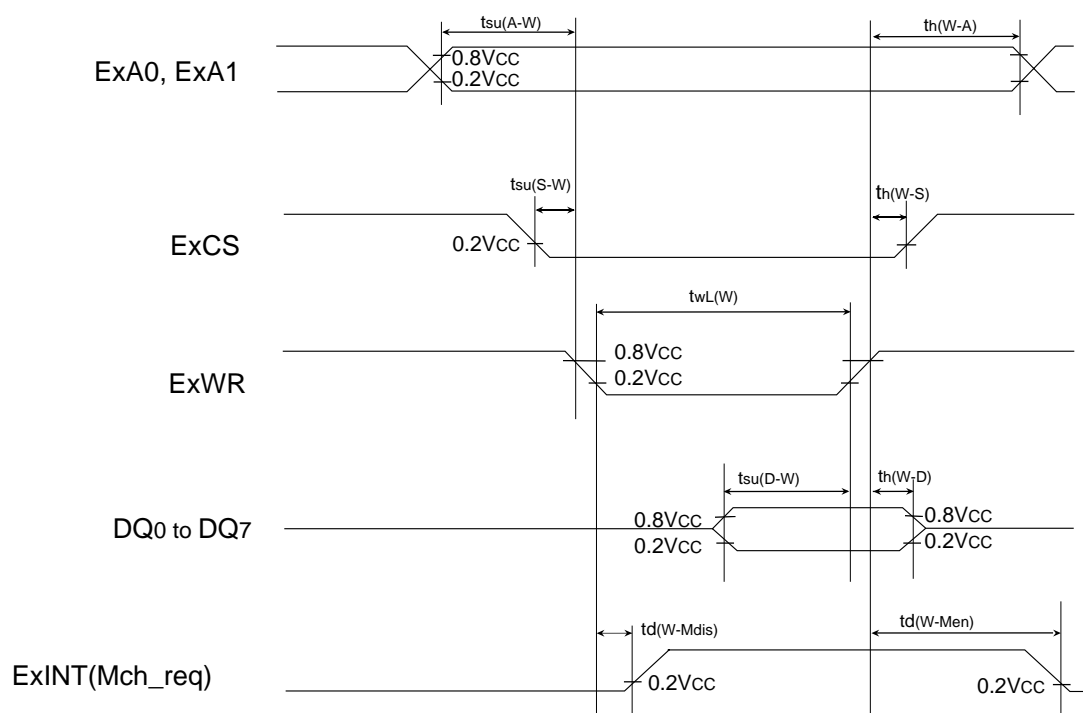 tsu(A-W)
th(W-A)
ExA0, ExA1
0.8VCC
0.2VCC
tsu(S-W)
th(W-S)
ExCS
0.2VCC
twL(W)
ExWR
0.8VCC
0.2VCC
tsu(D-W)
th(W-D)
DQ0 to DQ7
0.8VCC
0.8VCC
0.2VCC
0.2VCC
td(W-Mdis)
td(W-Men)
ExINT(Mch_req)
0.2VCC
0.2VCC